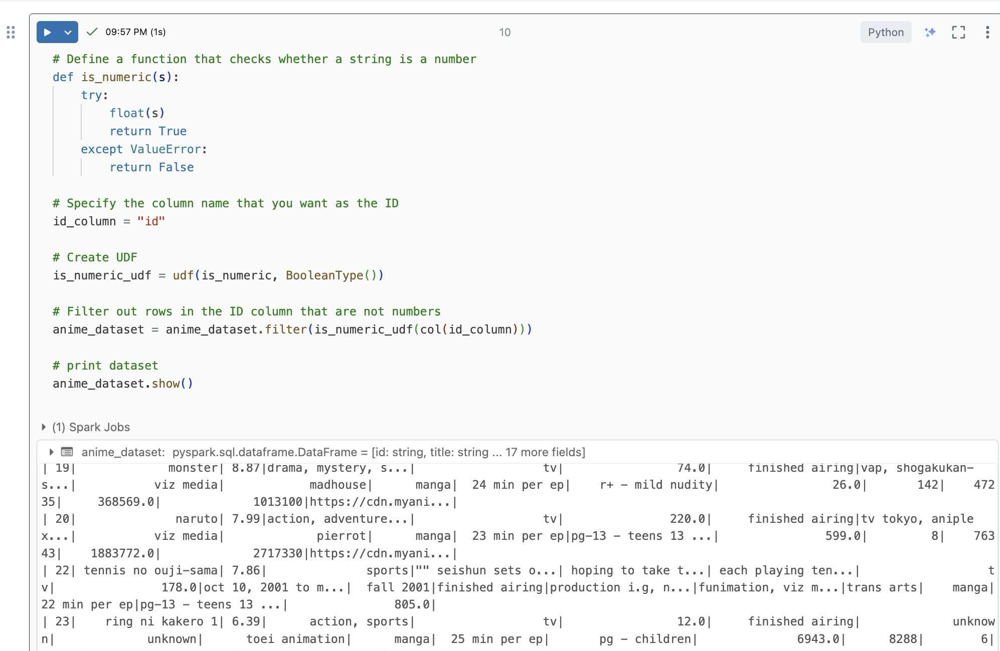 09:57 PM (1s)
10
Python
# Define a function that checks whether a string is a number
def is_numeric(s):
    try:
        float(s)
        return True
    except ValueError:
        return False
# Specify the column name that you want as the ID
id_column = "id"
# Create UDF
is_numeric_udf = udf(is_numeric, BooleanType())
# Filter out rows in the ID column that are not numbers
anime_dataset = anime_dataset.filter(is_numeric_udf(col(id_column)))
# print dataset
anime_dataset.show()
(1) Spark Jobs
anime_dataset: pyspark.sql.dataframe.DataFrame = [id: string, title: string ... 17 more fields]
| 19|             monster| 8.87|drama, mystery, s...|                  tv|                74.0|     finished airing|vap, shogakukan-
s...|           viz media|            madhouse|      manga|  24 min per ep|    r+ - mild nudity|                26.0|       142|    472
35|     368569.0|             1013100|https://cdn.myani...|
| 20|              naruto| 7.99|action, adventure...|                  tv|               220.0|     finished airing|tv tokyo, aniple
x...|           viz media|             pierrot|      manga|  23 min per ep|pg-13 - teens 13 ...|               599.0|         8|    763
43|    1883772.0|             2717330|https://cdn.myani...|
| 22| tennis no ouji-sama| 7.86|              sports|"" seishun sets o...| hoping to take t...| each playing ten...|                  t
v|               178.0|oct 10, 2001 to m...|  fall 2001|finished airing|production i.g, n...|funimation, viz m...|trans arts|    manga|
22 min per ep|pg-13 - teens 13 ...|               805.0|
| 23|    ring ni kakero 1| 6.39|      action, sports|                  tv|                12.0|     finished airing|             unknow
n|             unknown|      toei animation|      manga|  25 min per ep|       pg - children|              6943.0|      8288|        6|